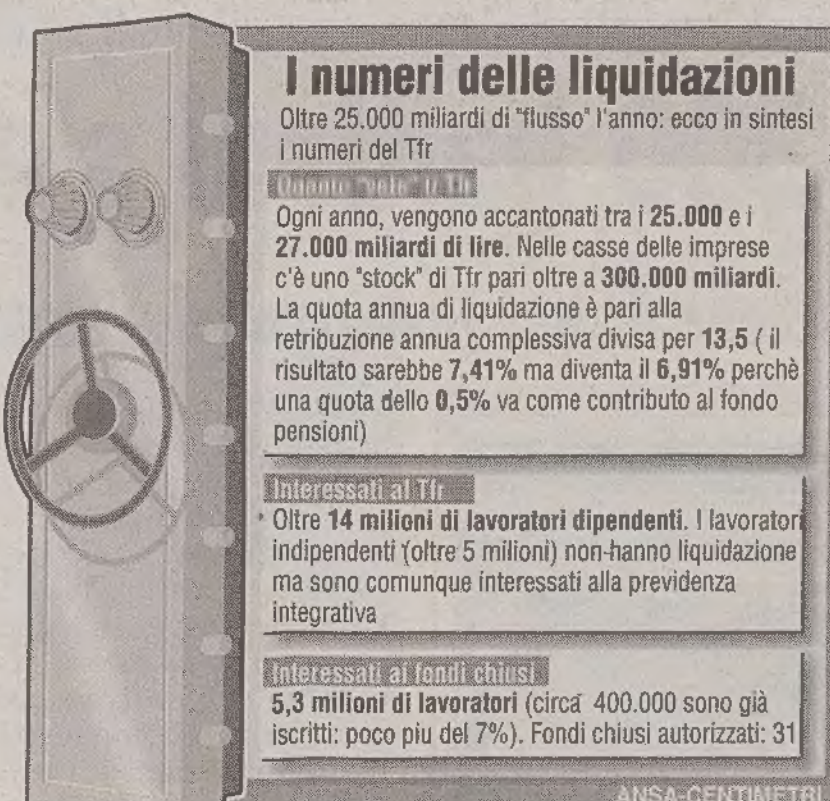 I numeri delle liquidazioni
Oltre 25.000 miliardi di "flusso" l'anno: ecco in sintesi
i numeri del Tfr
Quanto "vale" il Tfr
Ogni anno, vengono accantonati tra i 25.000 e i
27.000 miliardi di lire. Nelle casse delle imprese
c'è uno "stock" di Tfr pari oltre a 300.000 miliardi.
La quota annua di liquidazione è pari alla
retribuzione annua complessiva divisa per 13,5 ( il
risultato sarebbe 7,41% ma diventa il 6,91% perchè
una quota dello 0,5% va come contributo al fondo
pensioni)
Interessati al Tfr
Oltre 14 milioni di lavoratori dipendenti. I lavoratori
indipendenti (oltre 5 milioni) non-hanno liquidazione
ma sono comunque interessati alla previdenza
integrativa
Interessati ai fondi chiusi
5,3 milioni di lavoratori (circa 400.000 sono già
iscritti: poco piu del 7%). Fondi chiusi autorizzati: 31
ANSA-CENTIMETRI